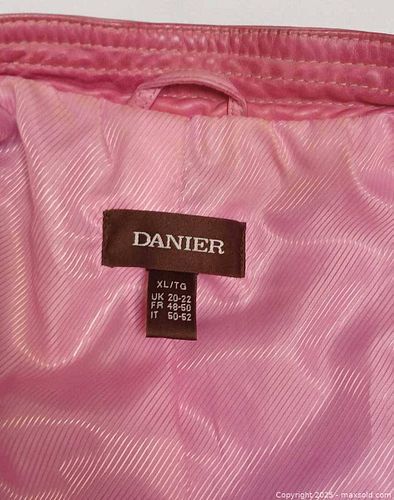 DANIER
XL/TG
UK 20-22
FR 48-50
IT 50-52
Copyright 2025 - maxsold.com